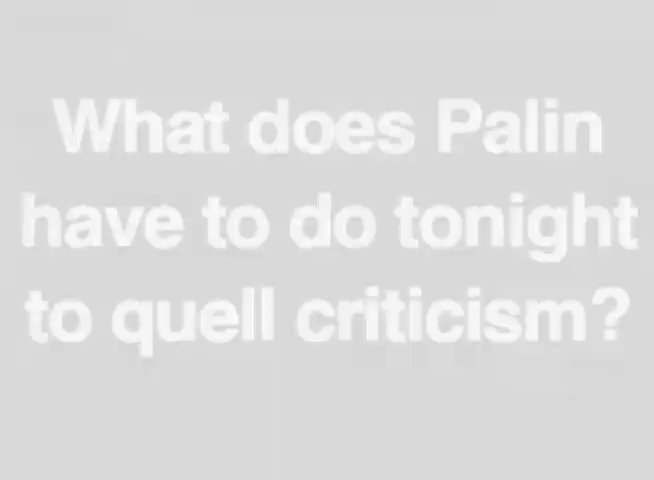 What does Palin
have to do tonight
to quell criticism?